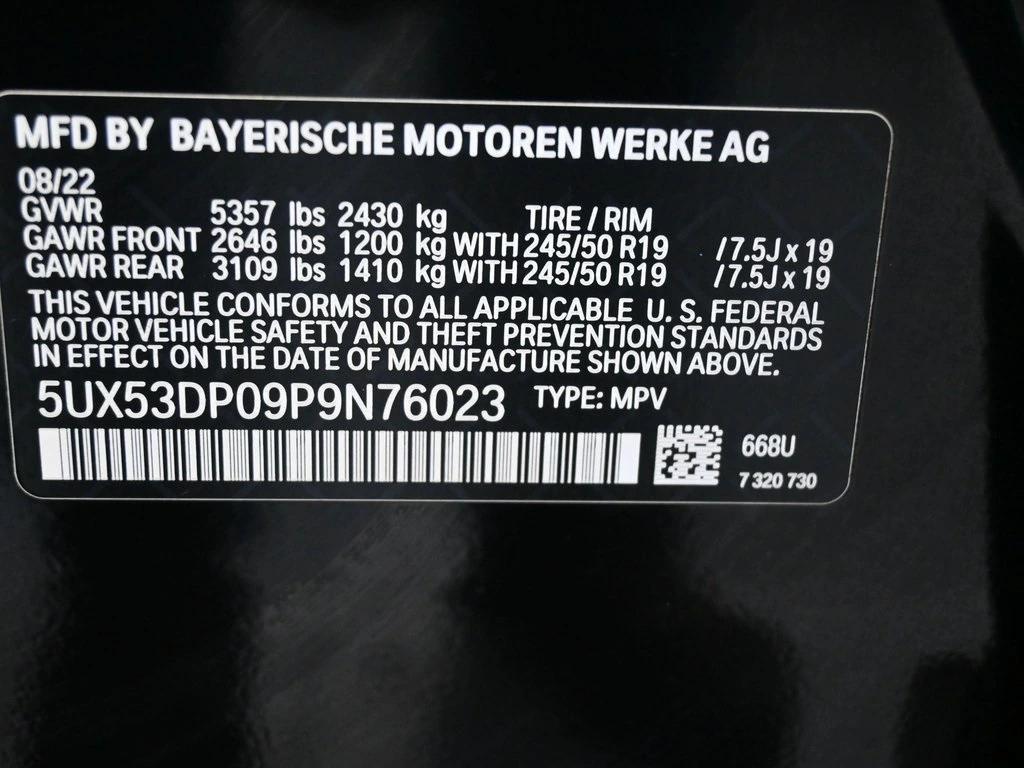 MFD BY BAYERISCHE MOTOREN WERKE AG
08/22
GVWR 5357 lbs 2430 kg TIRE / RIM
GAWR FRONT 2646 lbs 1200 kg WITH 245/50 R19 /7.5J x 19
GAWR REAR 3109 lbs 1410 kg WITH 245/50 R19 /7.5J x 19
THIS VEHICLE CONFORMS TO ALL APPLICABLE U. S. FEDERAL
MOTOR VEHICLE SAFETY AND THEFT PREVENTION STANDARDS
IN EFFECT ON THE DATE OF MANUFACTURE SHOWN ABOVE.
5UX53DP09P9N76023 TYPE: MPV
668U
7 320 730